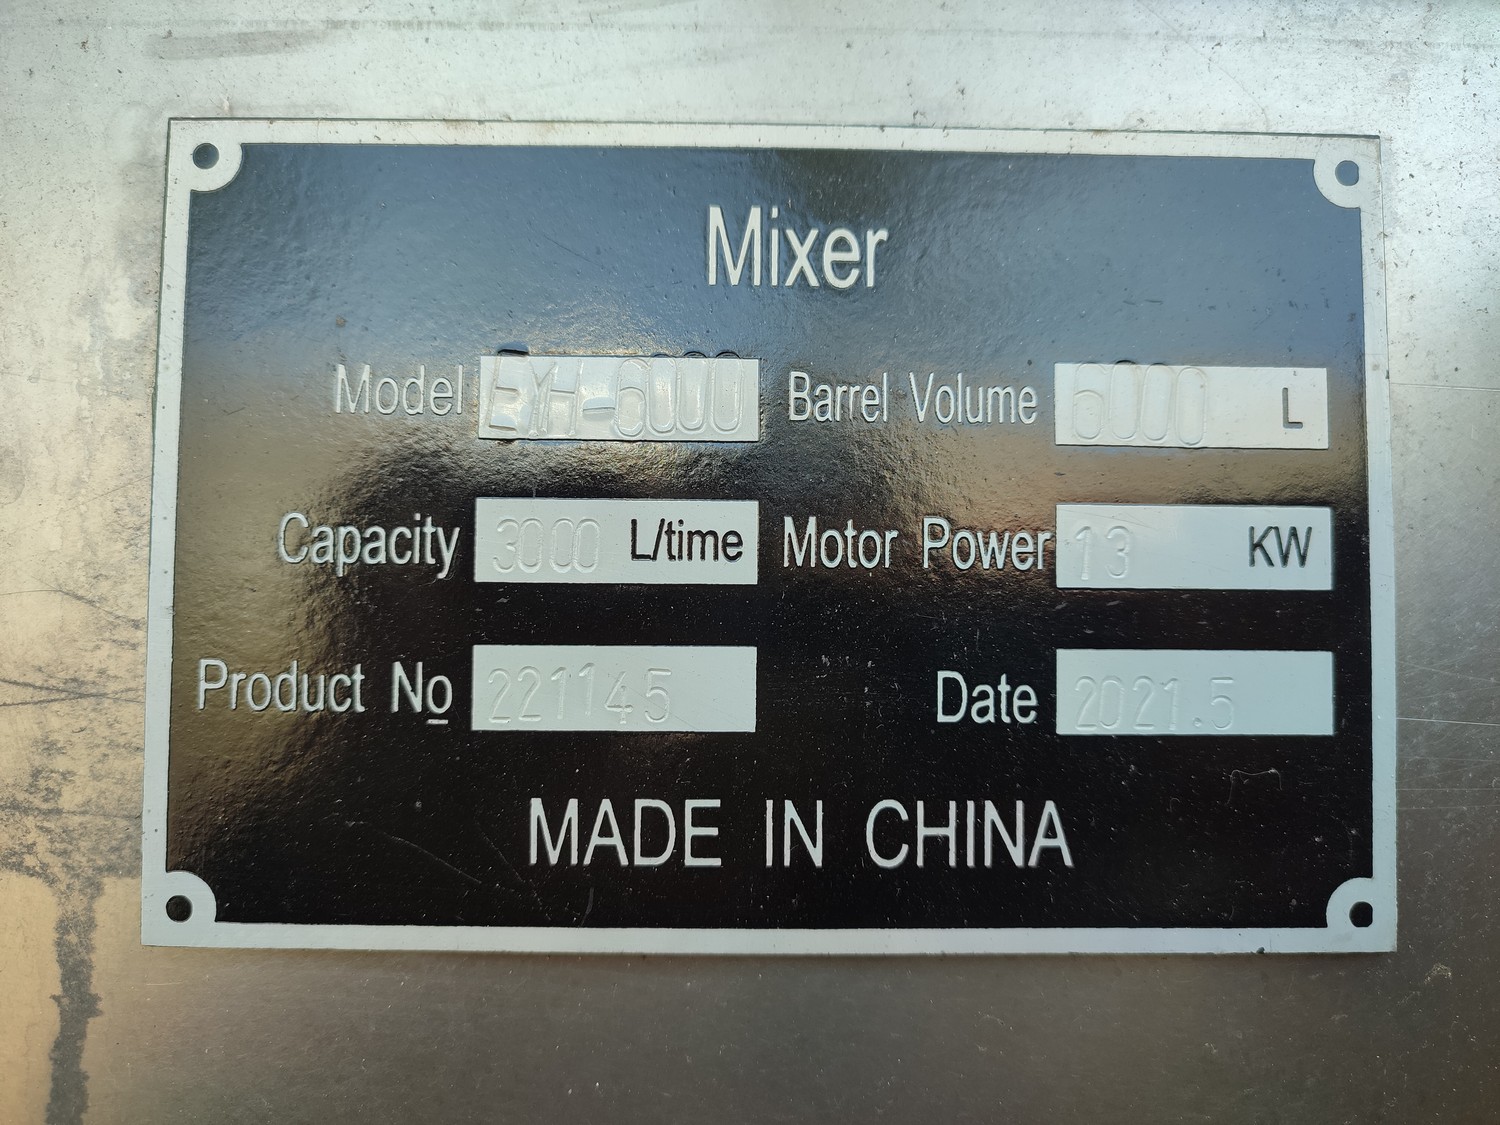 Mixer
Model EYH-6000 Barrel Volume 6000 L
Capacity 3000 L/time Motor Power 13 KW
Product No 221145 Date 2021.5
MADE IN CHINA